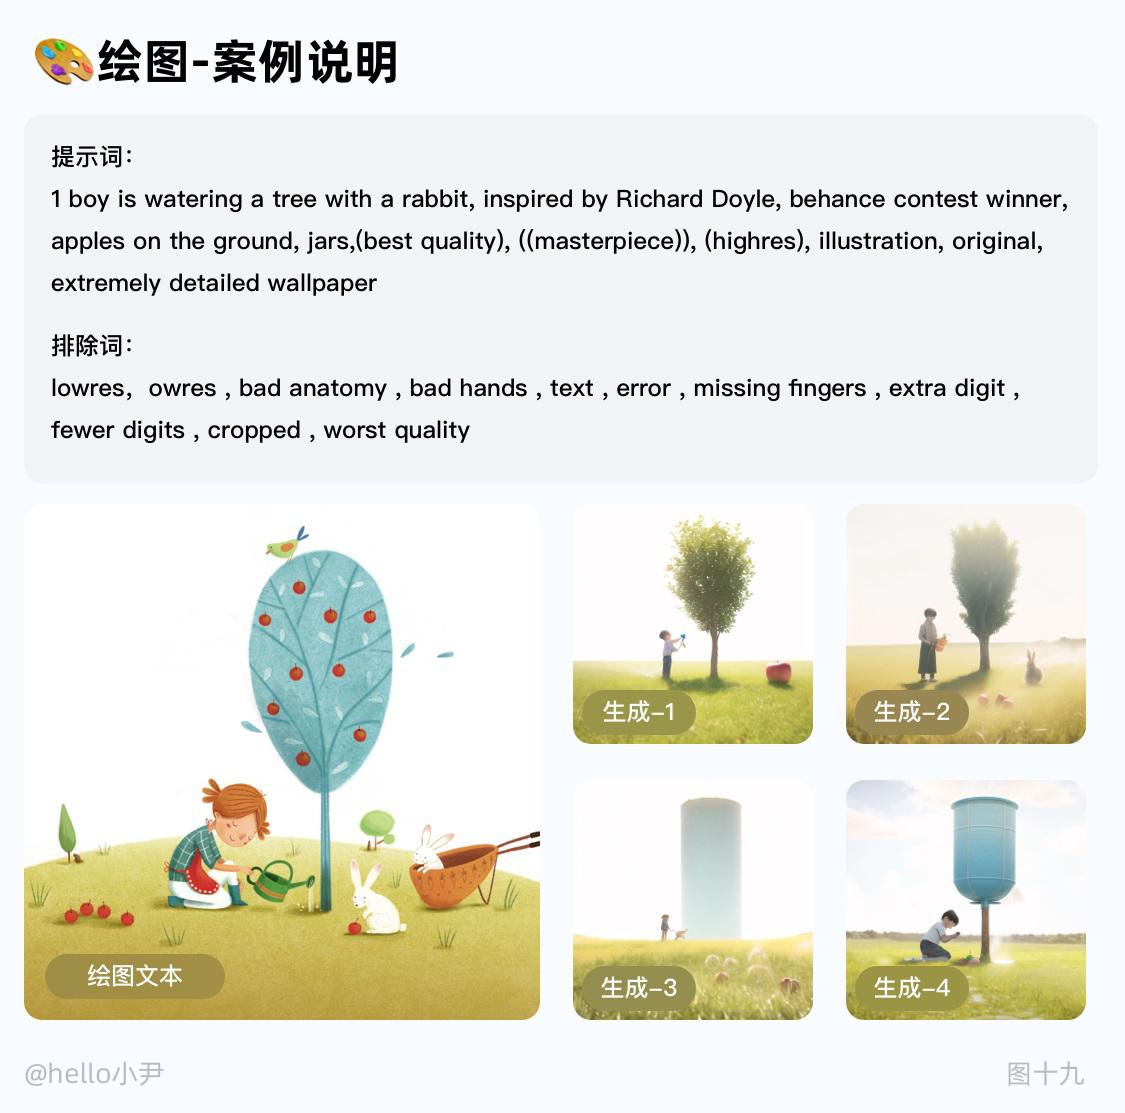 绘图-案例说明
提示词：
1 boy is watering a tree with a rabbit, inspired by Richard Doyle, behance contest winner,
apples on the ground, jars,(best quality), ((masterpiece)), (highres), illustration, original,
extremely detailed wallpaper
排除词：
lowres，owres , bad anatomy , bad hands , text , error , missing fingers , extra digit ,
fewer digits , cropped , worst quality
绘图文本
生成-1
生成-2
生成-3
生成-4
@hello小尹
图十九